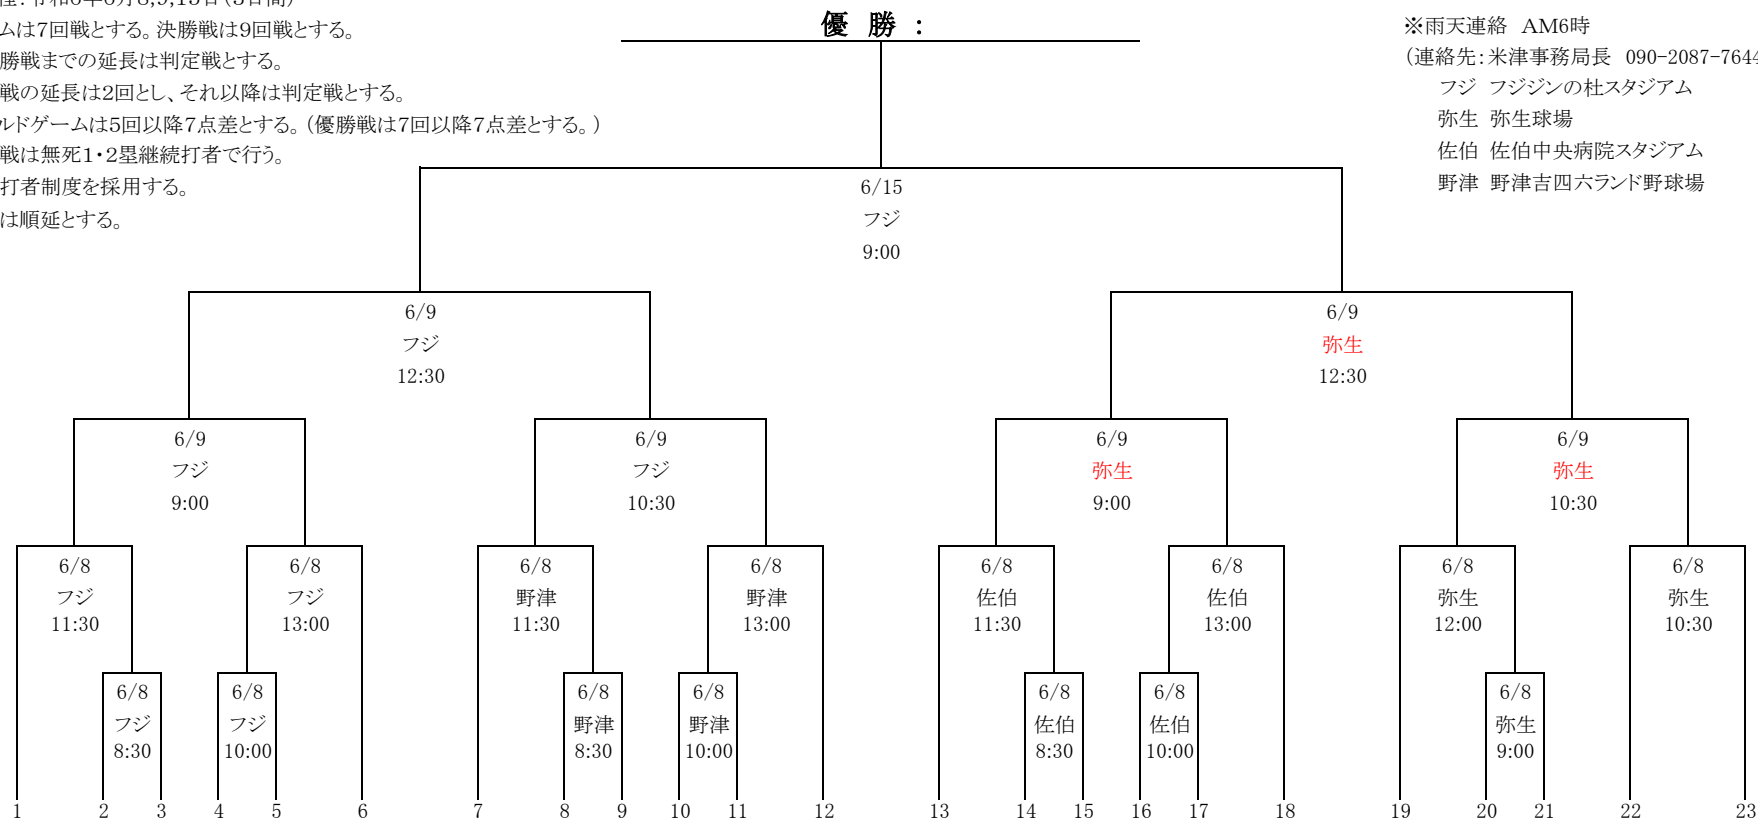 優 勝 ：
令和6年6月8,9,15日(3日間)
ムは7回戦とする。決勝戦は9回戦とする。
勝戦までの延長は判定戦とする。
戦の延長は2回とし、それ以降は判定戦とする。
ルドゲームは5回以降7点差とする。(優勝戦は7回以降7点差とする。)
戦は無死1・2塁継続打者で行う。
打者制度を採用する。
は順延とする。
※雨天連絡 AM6時
(連絡先：米津事務局長 090-2087-7644
フジ フジジンの杜スタジアム
弥生 弥生球場
佐伯 佐伯中央病院スタジアム
野津 野津吉四六ランド野球場
6/15
フジ
9:00
6/9 6/9
フジ 弥生
12:30 12:30
6/9 6/9 6/9 6/9
フジ フジ 弥生 弥生
9:00 10:30 9:00 10:30
6/8 6/8 6/8 6/8 6/8 6/8 6/8 6/8
フジ フジ 野津 野津 佐伯 佐伯 弥生 弥生
11:30 13:00 11:30 13:00 11:30 13:00 12:00 10:30
6/8 6/8 6/8 6/8 6/8 6/8 6/8
フジ フジ 野津 野津 佐伯 佐伯 弥生
8:30 10:00 8:30 10:00 8:30 10:00 9:00
1 2 3 4 5 6 7 8 9 10 11 12 13 14 15 16 17 18 19 20 21 22 23